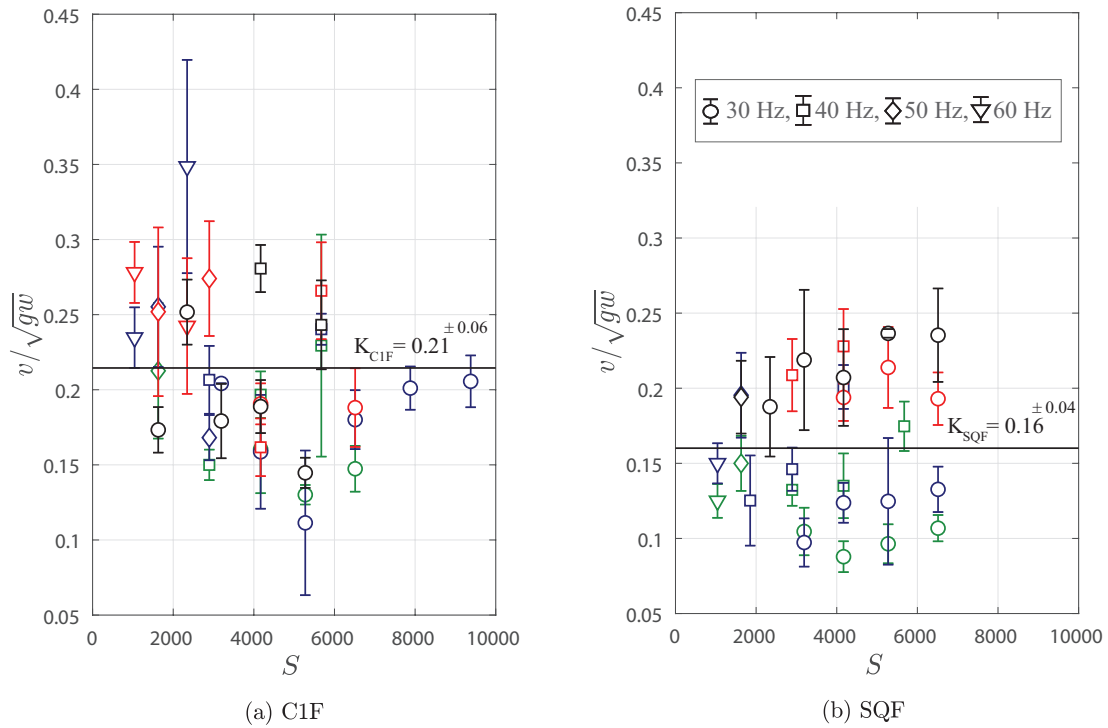 0.45
0.4
0.35
0.3
0.25
0.2
0.15
0.1
0.05
v/√gw
K_C1F = 0.21 ± 0.06
0 2000 4000 6000 8000 10000
S
(a) C1F
0.45
0.4
0.35
0.3
0.25
0.2
0.15
0.1
0.05
v/√gw
30 Hz, 40 Hz, 50 Hz, 60 Hz
K_SQF = 0.16 ± 0.04
0 2000 4000 6000 8000 10000
S
(b) SQF